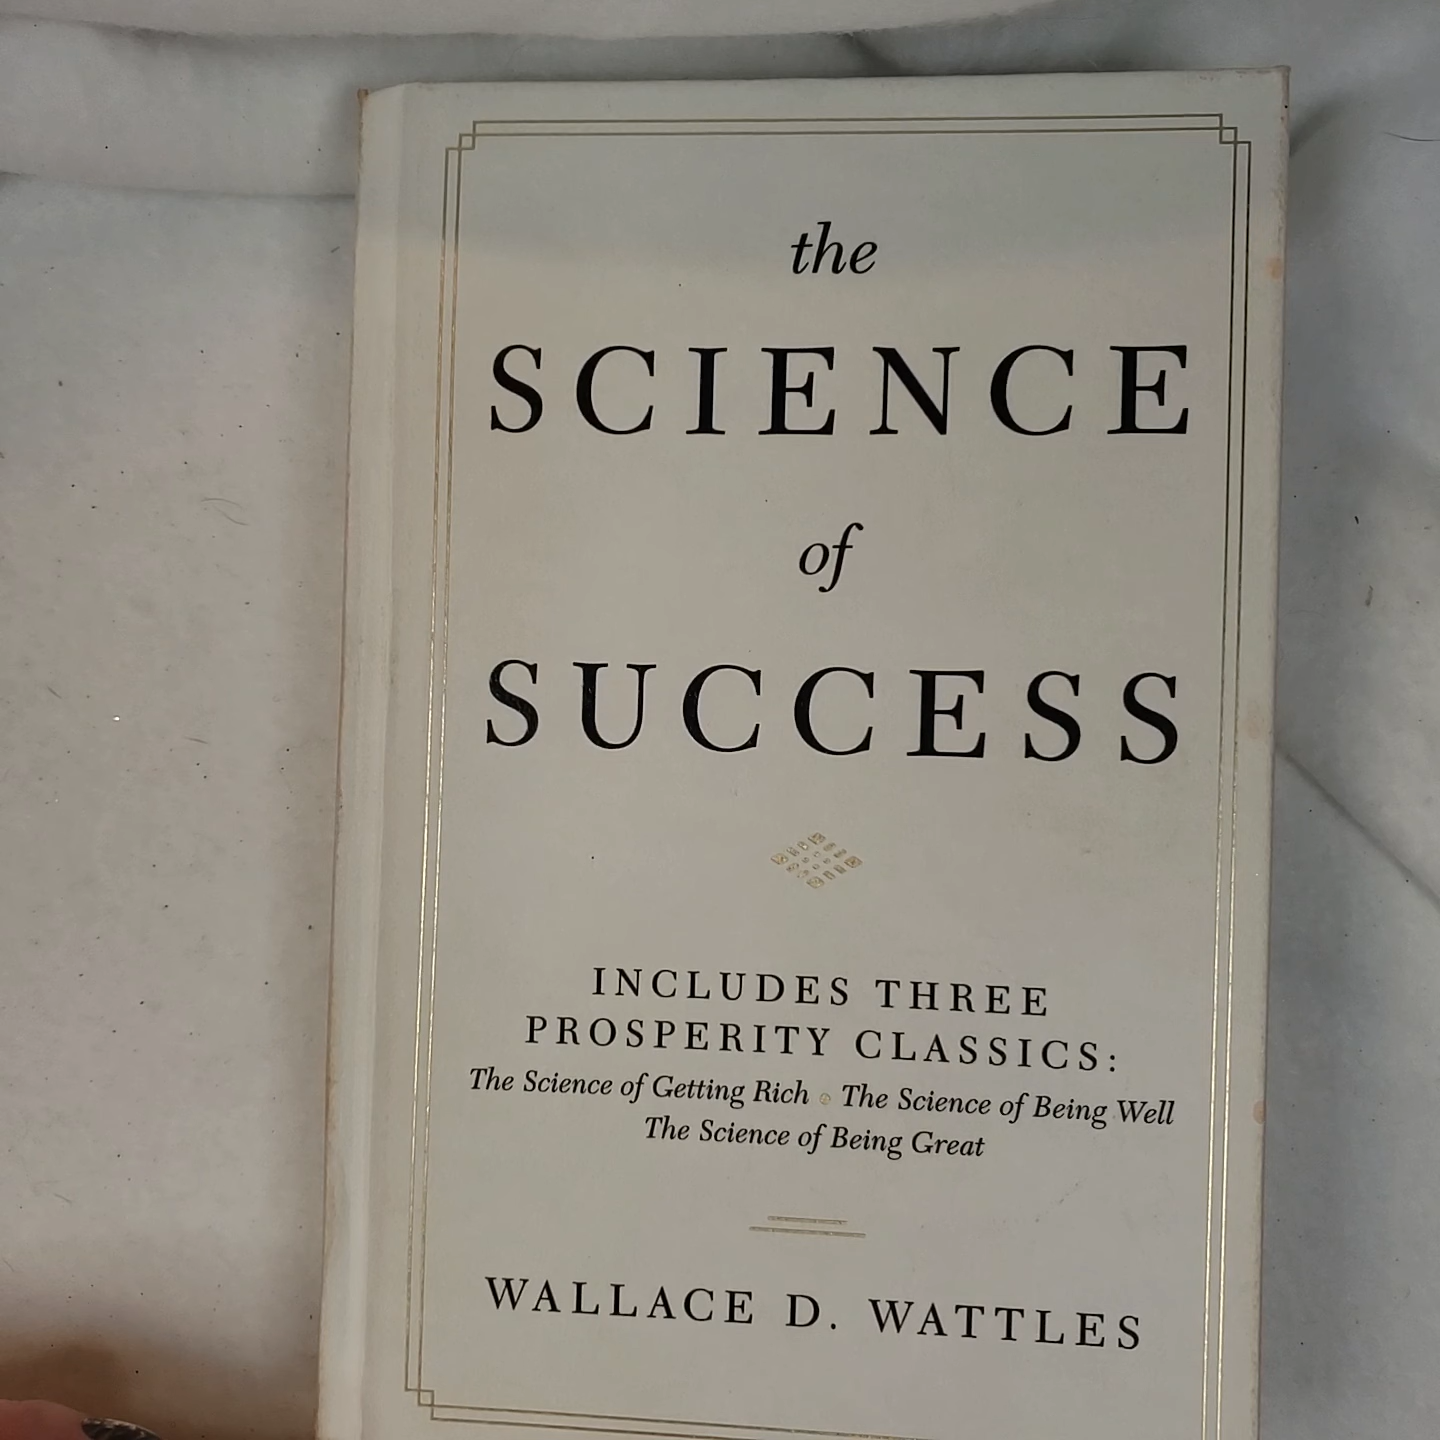 the
SCIENCE
of
SUCCESS
INCLUDES THREE
PROSPERITY CLASSICS:
The Science of Getting Rich • The Science of Being Well
The Science of Being Great
WALLACE D. WATTLES